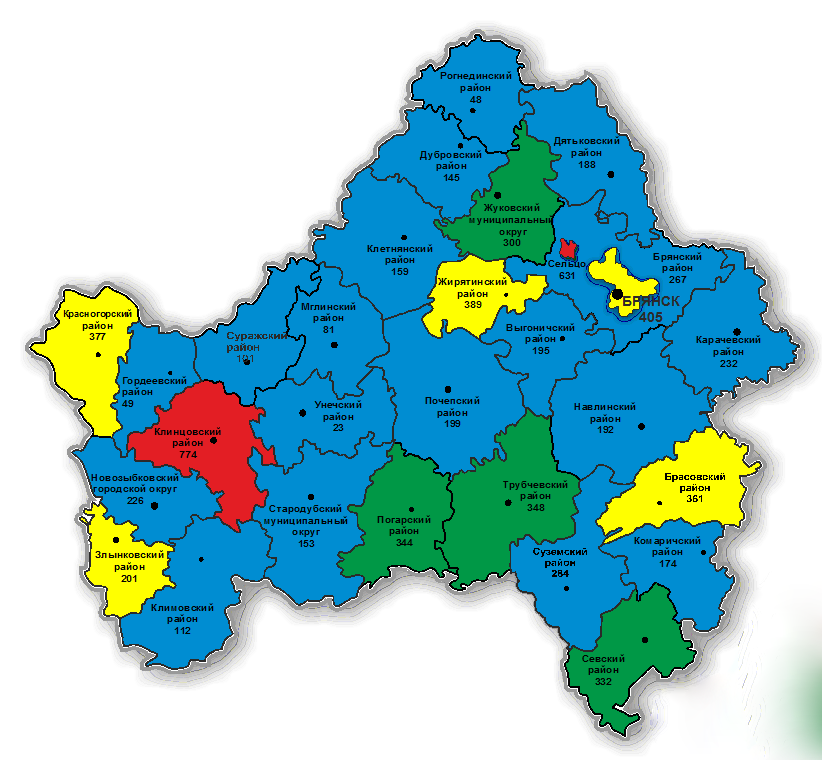 Рогнединский
район
48
Дубровский
район
145
Дятьковский
район
188
Жуковский
муниципальный
округ
300
Клетнянский
район
159
Сельцо
631
Брянский
район
267
Жирятинский
район
389
БРЯНСК
405
Красногорский
район
377
Мглинский
район
81
Суражский
район
Выгоничский
район
195
Карачевский
район
232
Гордеевский
район
49
Клинцовский
район
774
Унечский
район
23
Почепский
район
199
Навлинский
район
192
Новозыбковский
городской округ
226
Стародубский
муниципальный
округ
153
Погарский
район
344
Трубчевский
район
348
Брасовский
район
361
Злынковский
район
201
Суземский
район
284
Комаричский
район
174
Климовский
район
112
Севский
район
332